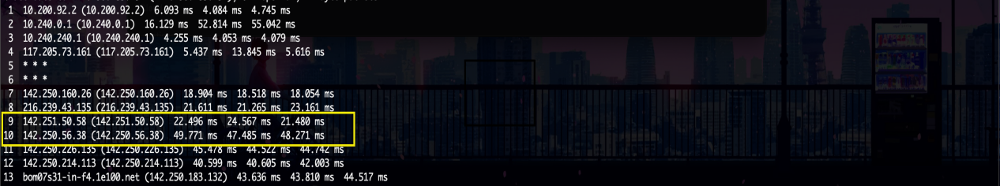 1 10.200.92.2 (10.200.92.2) 6.093 ms 4.084 ms 4.745 ms
2 10.240.0.1 (10.240.0.1) 16.129 ms 52.814 ms 55.042 ms
3 10.240.240.1 (10.240.240.1) 4.255 ms 4.053 ms 4.079 ms
4 117.205.73.161 (117.205.73.161) 5.437 ms 13.845 ms 5.616 ms
5 * * *
6 * * *
7 142.250.160.26 (142.250.160.26) 18.904 ms 18.518 ms 18.054 ms
8 216.239.43.135 (216.239.43.135) 21.611 ms 21.265 ms 23.161 ms
9 142.251.50.58 (142.251.50.58) 22.496 ms 24.567 ms 21.480 ms
10 142.250.56.38 (142.250.56.38) 49.771 ms 47.485 ms 48.271 ms
11 142.250.226.135 (142.250.226.135) 45.478 ms 44.522 ms 44.742 ms
12 142.250.214.113 (142.250.214.113) 40.599 ms 40.605 ms 42.003 ms
13 bom07s31-in-f4.1e100.net (142.250.183.132) 43.636 ms 43.810 ms 44.517 ms